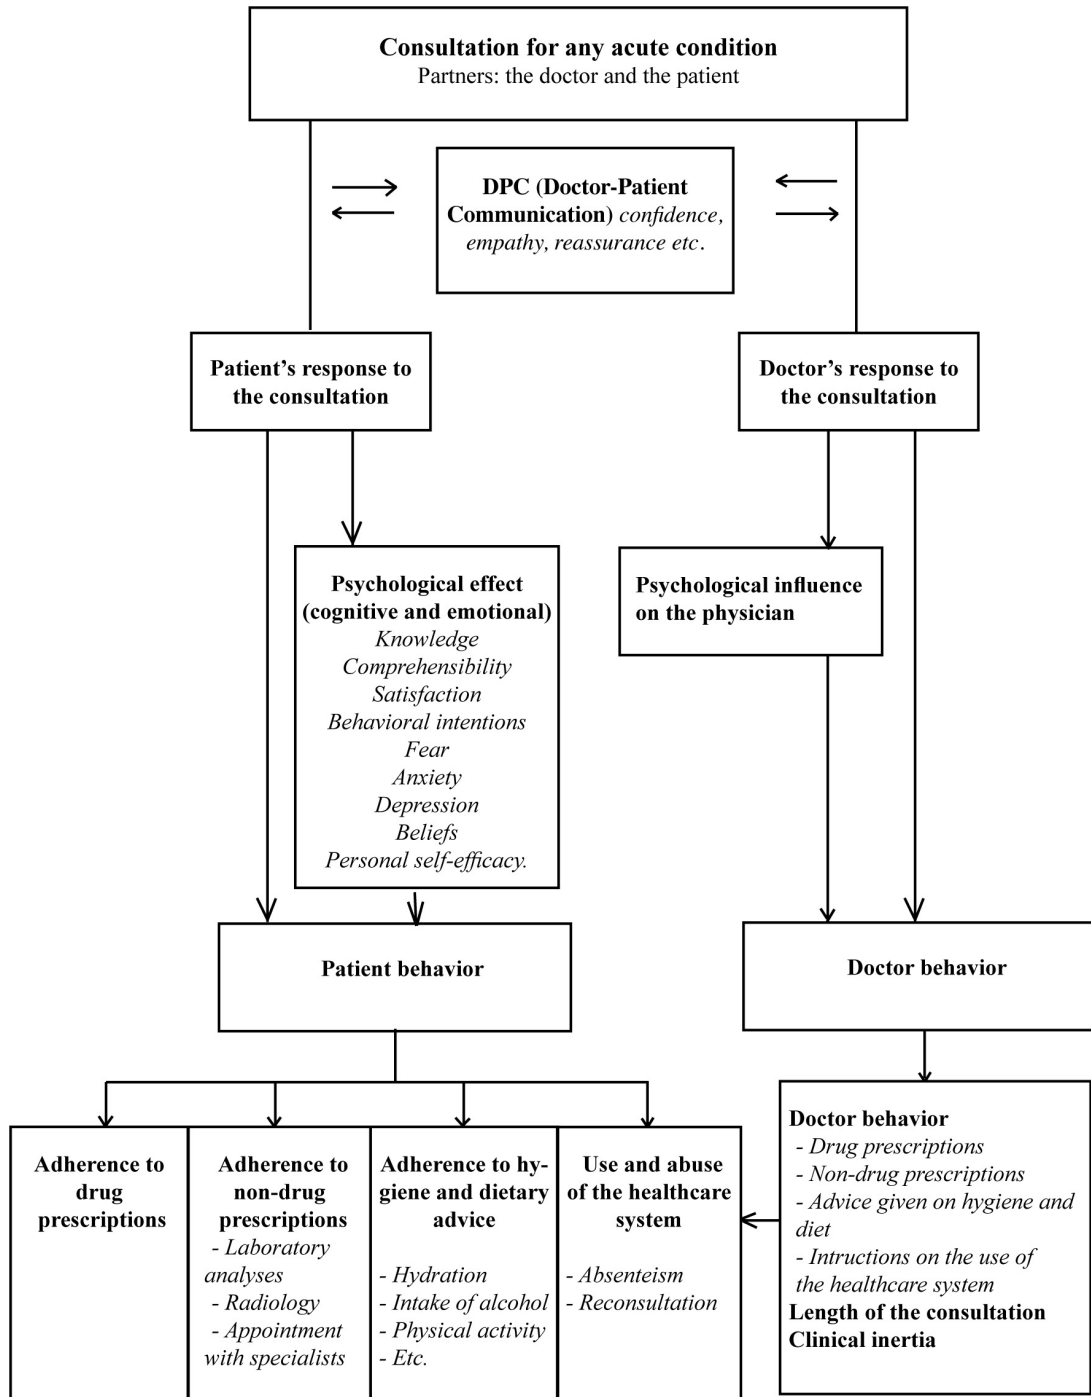 Consultation for any acute condition
Partners: the doctor and the patient
DPC (Doctor-Patient
Communication) confidence,
empathy, reassurance etc.
Patient’s response to
the consultation
Doctor’s response to
the consultation
Psychological effect
(cognitive and emotional)
Knowledge
Comprehensibility
Satisfaction
Behavioral intentions
Fear
Anxiety
Depression
Beliefs
Personal self-efficacy.
Psychological influence
on the physician
Patient behavior
Doctor behavior
Adherence to
drug
prescriptions
Adherence to
non-drug
prescriptions
- Laboratory
analyses
- Radiology
- Appointment
with specialists
Adherence to hy-
giene and dietary
advice
- Hydration
- Intake of alcohol
- Physical activity
- Etc.
Use and abuse
of the healthcare
system
- Absenteism
- Reconsultation
Doctor behavior
- Drug prescriptions
- Non-drug prescriptions
- Advice given on hygiene and
diet
- Intructions on the use of
the healthcare system
Length of the consultation
Clinical inertia